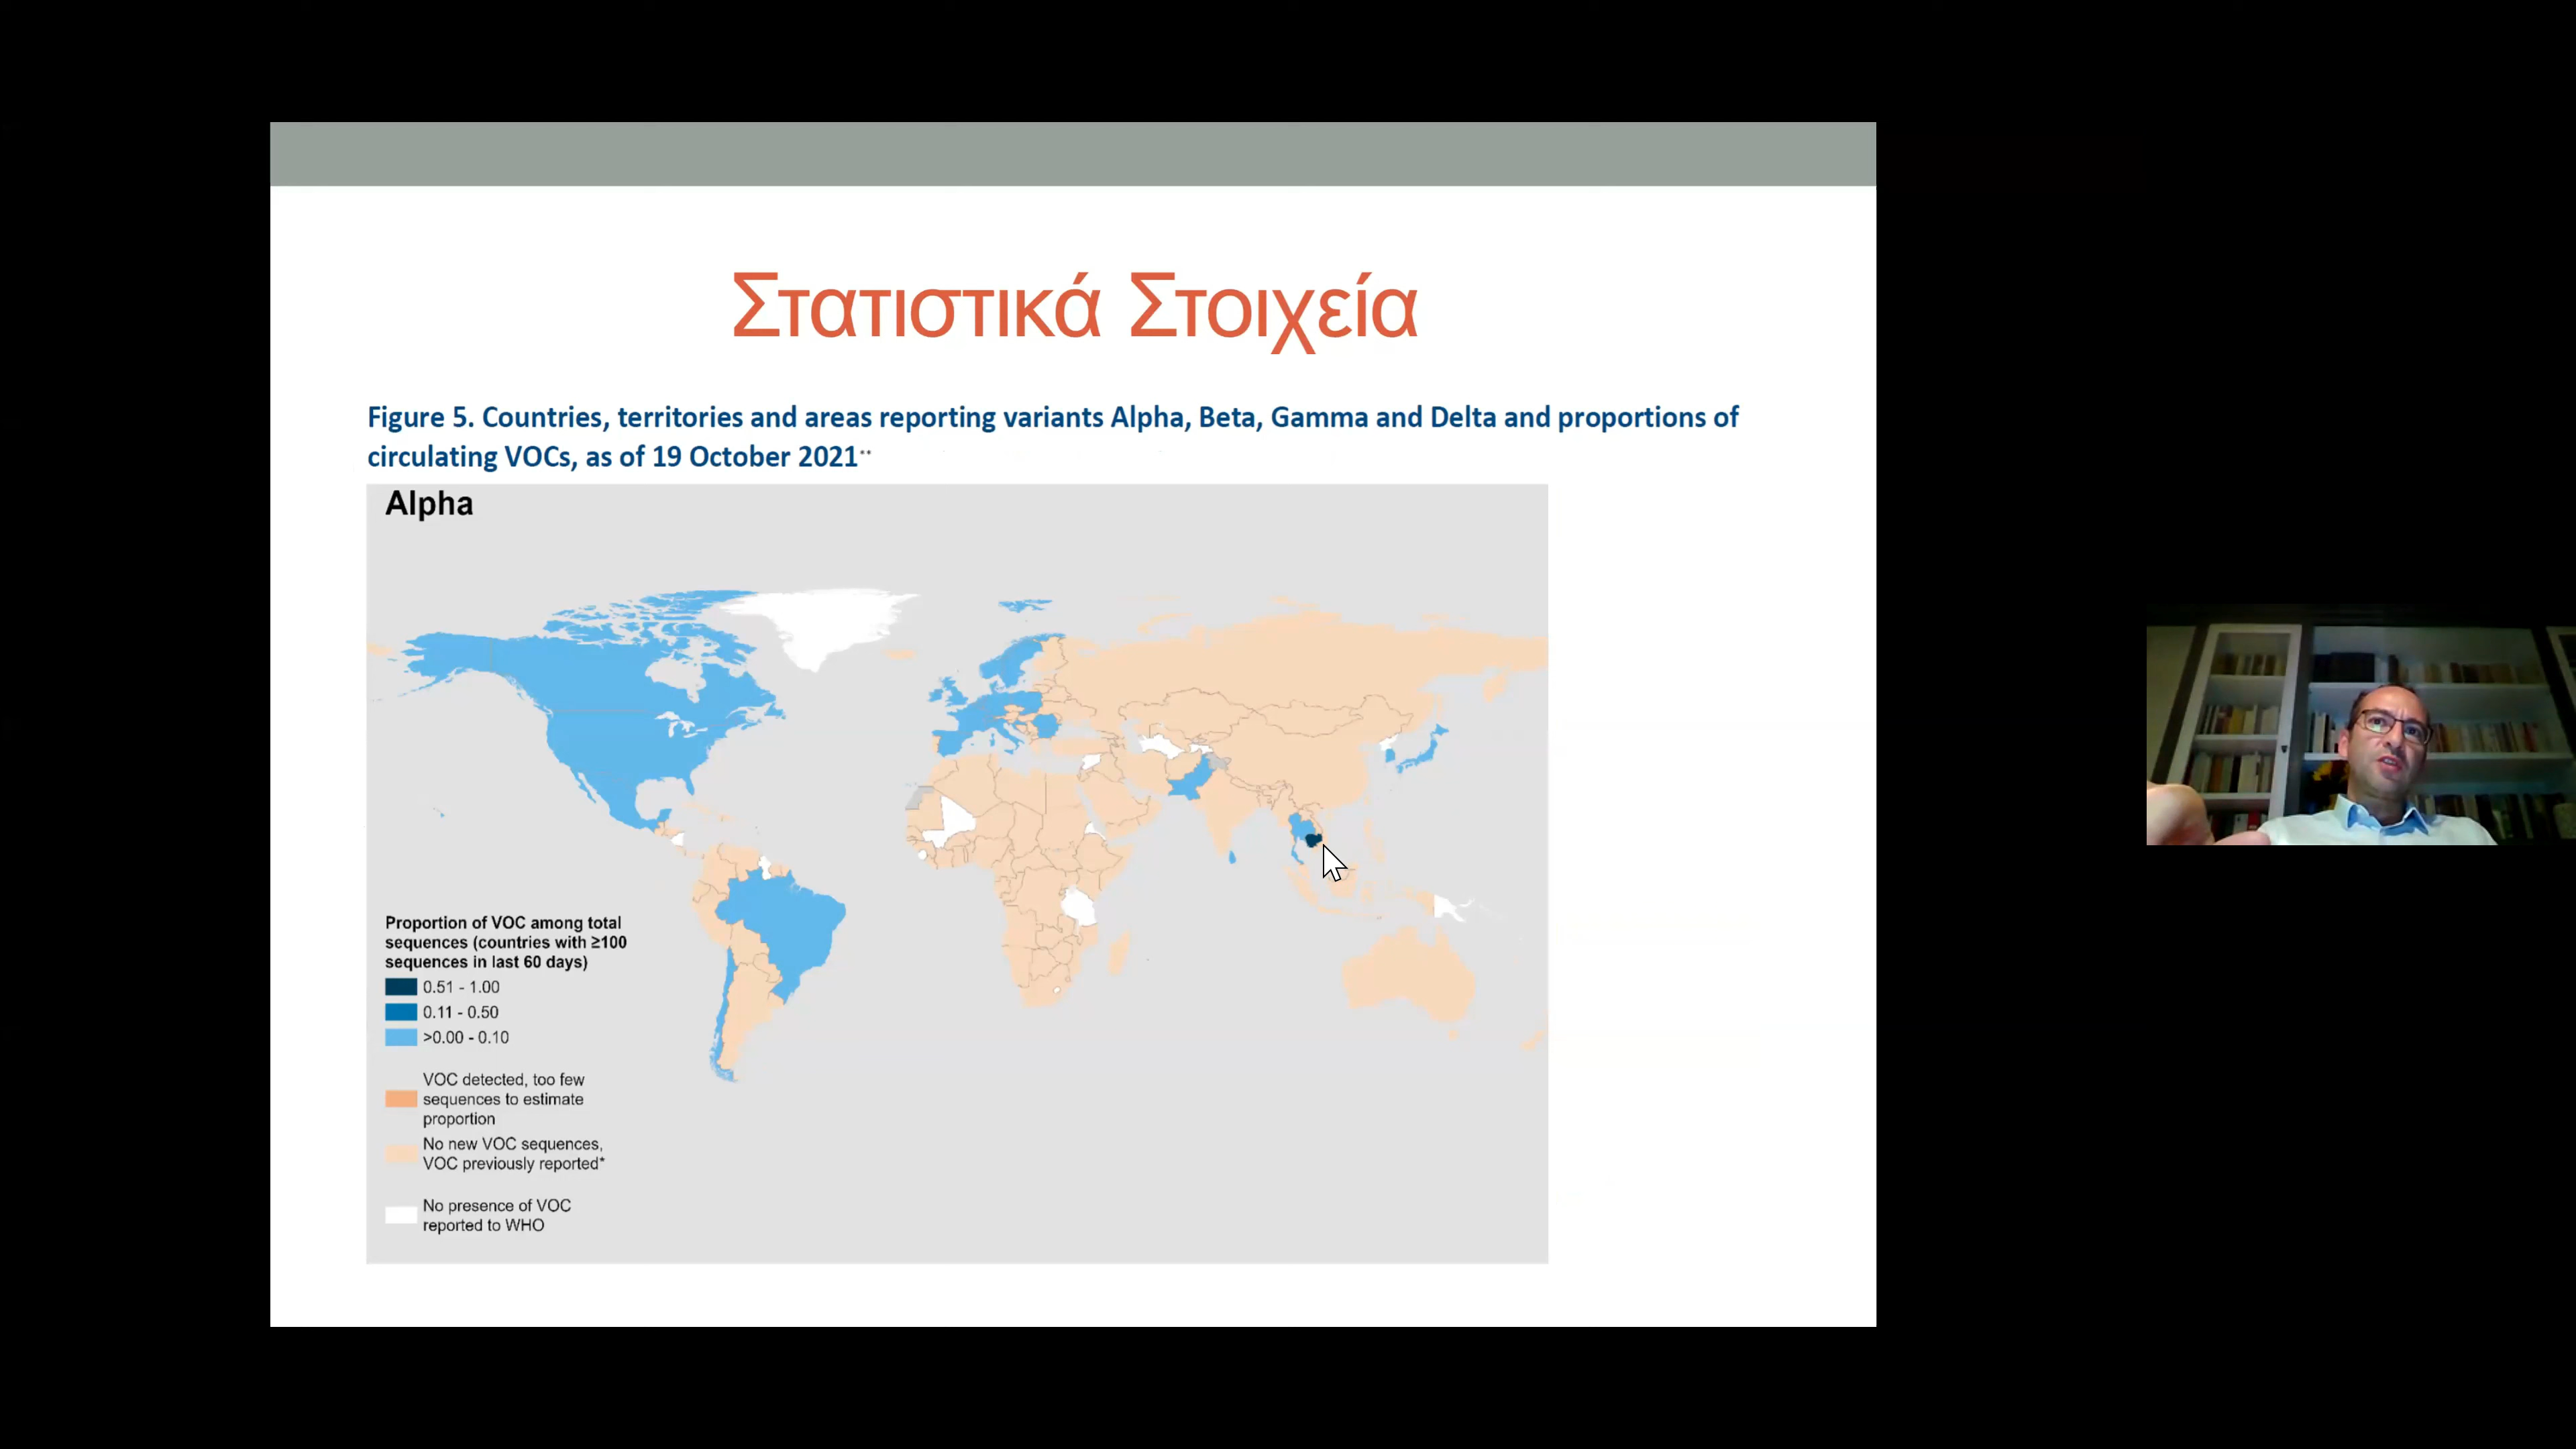 Στατιστικά Στοιχεία
Figure 5. Countries, territories and areas reporting variants Alpha, Beta, Gamma and Delta and proportions of
circulating VOCs, as of 19 October 2021**
Alpha
Proportion of VOC among total
sequences (countries with ≥100
sequences in last 60 days)
0.51 - 1.00
0.11 - 0.50
>0.00 - 0.10
VOC detected, too few
sequences to estimate
proportion
No new VOC sequences,
VOC previously reported*
No presence of VOC
reported to WHO